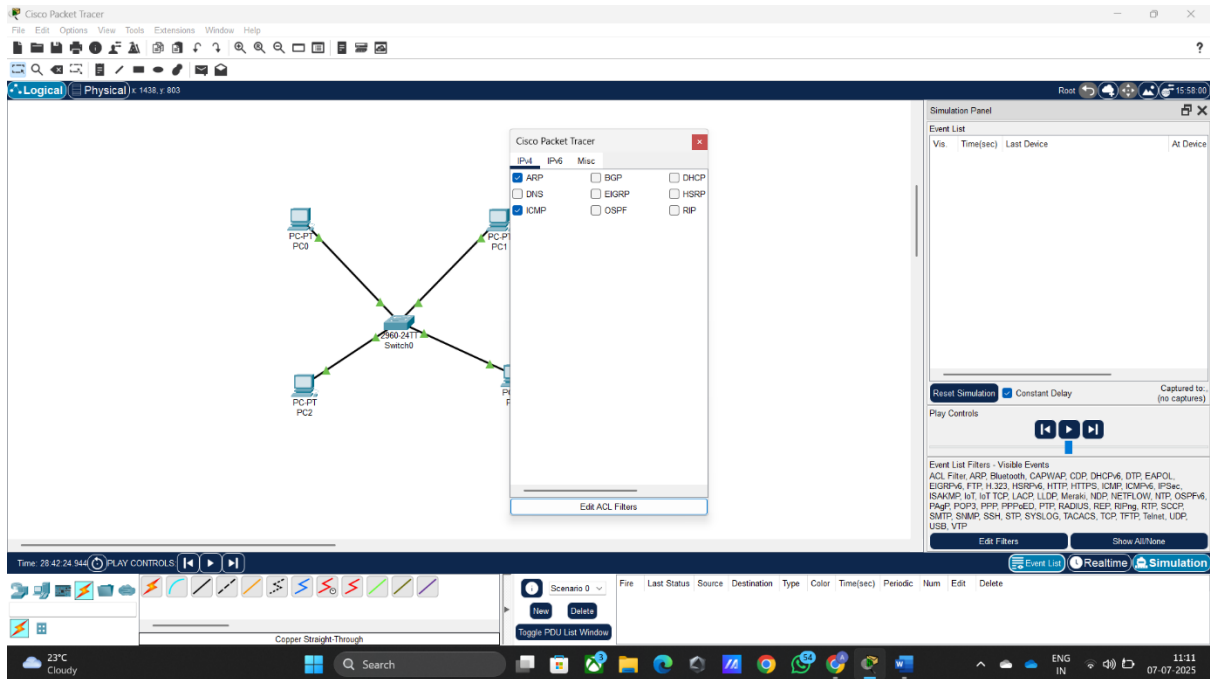 Cisco Packet Tracer
File Edit Options View Tools Extensions Window Help
?
Logical Physical x: 1438, y: 803
Root 15:58:00
Simulation Panel
Event List
Vis. Time(sec) Last Device At Device
Cisco Packet Tracer
IPv4 IPv6 Misc
ARP BGP DHCP
DNS EIGRP HSRP
ICMP OSPF RIP
PC-PT
PC0
PC-PT
PC1
2960-24TT
Switch0
PC-PT
PC2
Edit ACL Filters
Reset Simulation Constant Delay
Captured to:
(no captures)
Play Controls
Event List Filters - Visible Events
ACL Filter, ARP, Bluetooth, CAPWAP, CDP, DHCPv6, DTP, EAPOL,
EIGRPv6, FTP, H.323, HSRPv6, HTTP, HTTPS, ICMP, ICMPv6, IPSec,
ISAKMP, IoT, IoT TCP, LACP, LLDP, Meraki, NDP, NETFLOW, NTP, OSPFv6,
PAgP, POP3, PPP, PPPoED, PTP, RADIUS, REP, RIPng, RTP, SCCP,
SMTP, SNMP, SSH, STP, SYSLOG, TACACS, TCP, TFTP, Telnet, UDP,
USB, VTP
Edit Filters Show All/None
Time: 28:42:24.944 PLAY CONTROLS:
Event List Realtime Simulation
Scenario 0
Fire Last Status Source Destination Type Color Time(sec) Periodic Num Edit Delete
New Delete
Toggle PDU List Window
Copper Straight-Through
23°C
Cloudy
Search
54
ENG
IN
11:11
07-07-2025